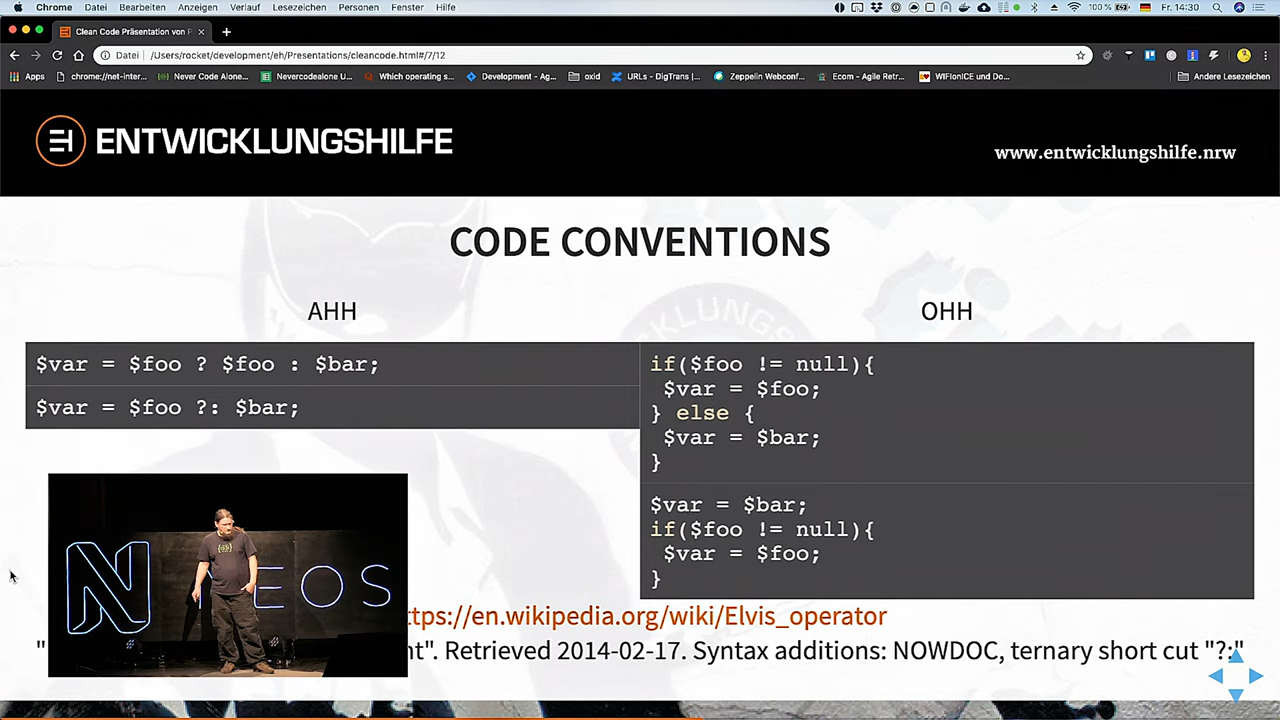 Chrome Datei Bearbeiten Anzeigen Verlauf Lesezeichen Personen Fenster Hilfe 100 % Fr. 14:30
Clean Code Präsentation von P
Datei /Users/rocket/development/eh/Presentations/cleancode.html#/7/12
Apps chrome://net-inter... Never Code Alone... Nevercodealone U... Which operating s... Development - Ag... oxid URLs - DigTrans |... Zeppelin Webconf... Ecom - Agile Retr... WIFIonICE und Do... Andere Lesezeichen
ENTWICKLUNGSHILFE
www.entwicklungshilfe.nrw
CODE CONVENTIONS
AHH
$var = $foo ? $foo : $bar;
$var = $foo ?: $bar;
OHH
if($foo != null){
$var = $foo;
} else {
$var = $bar;
}
$var = $bar;
if($foo != null){
$var = $foo;
}
NEOS
ttps://en.wikipedia.org/wiki/Elvis_operator
" nt". Retrieved 2014-02-17. Syntax additions: NOWDOC, ternary short cut "?:"